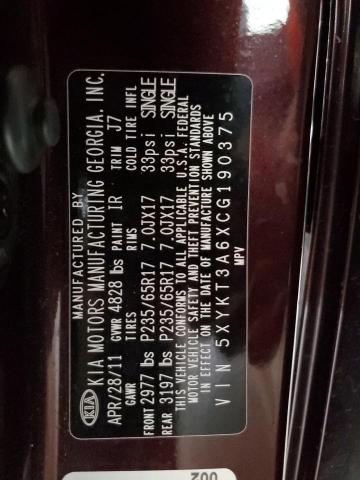 MANUFACTURED BY
KIA KIA MOTORS MANUFACTURING GEORGIA. INC.
APR/28/11 GVWR 4828 lbs PAINT IR TRIM J7
GAWR TIRES RIMS COLD TIRE INFL
FRONT 2977 lbs P235/65R17 7.0JX17 33psi SINGLE
REAR 3197 lbs P235/65R17 7.0JX17 33psi SINGLE
THIS VEHICLE CONFORMS TO ALL APPLICABLE U.S.A. FEDERAL
MOTOR VEHICLE SAFETY AND THEFT PREVENTION STANDARDS
IN EFFECT ON THE DATE OF MANUFACTURE SHOWN ABOVE
VIN 5XYKT3A6XCG190375
MPV
002